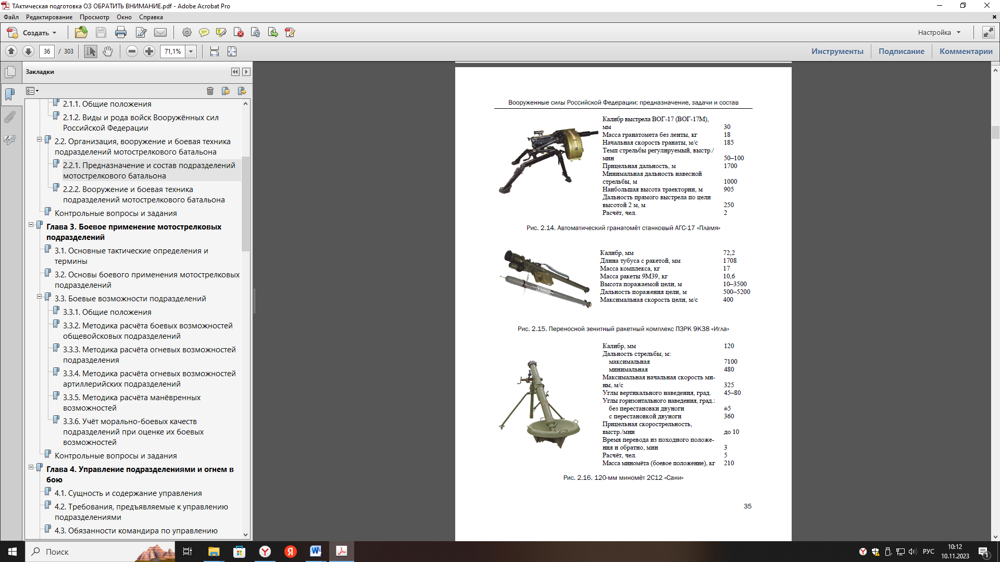 ТАктическая подготовка ОЗ ОБРАТИТЬ ВНИМАНИЕ.pdf - Adobe Acrobat Pro
Файл Редактирование Просмотр Окно Справка
Создать
Настройка
36 / 303
71,1%
Инструменты Подписание Комментарии
Закладки
2.1.1. Общие положения
2.1.2. Виды и рода войск Вооружённых сил
Российской Федерации
2.2. Организация, вооружение и боевая техника
подразделений мотострелкового батальона
2.2.1. Предназначение и состав подразделений
мотострелкового батальона
2.2.2. Вооружение и боевая техника
подразделений мотострелкового батальона
Контрольные вопросы и задания
Глава 3. Боевое применение мотострелковых
подразделений
3.1. Основные тактические определения и
термины
3.2. Основы боевого применения мотострелковых
подразделений
3.3. Боевые возможности подразделений
3.3.1. Общие положения
3.3.2. Методика расчёта боевых возможностей
общевойсковых подразделений
3.3.3. Методика расчёта огневых возможностей
подразделения
3.3.4. Методика расчёта огневых возможностей
артиллерийских подразделений
3.3.5. Методика расчёта манёвренных
возможностей
3.3.6. Учёт морально-боевых качеств
подразделений при оценке их боевых
возможностей
Контрольные вопросы и задания
Глава 4. Управление подразделениями и огнем в
бою
4.1. Сущность и содержание управления
4.2. Требования, предъявляемые к управлению
подразделениями
4.3. Обязанности командира по управлению
Вооруженные силы Российской Федерации: предназначение, задачи и состав
Калибр выстрела ВОГ-17 (ВОГ-17М),
мм 30
Масса гранатомета без ленты, кг 18
Начальная скорость гранаты, м/с 185
Темп стрельбы регулируемый, выстр./
мин 50–100
Прицельная дальность, м 1700
Минимальная дальность навесной
стрельбы, м 1000
Наибольшая высота траектории, м 905
Дальность прямого выстрела по цели
высотой 2 м, м 250
Расчёт, чел. 2
Рис. 2.14. Автоматический гранатомёт станковый АГС-17 «Пламя»
Калибр, мм 72,2
Длина тубуса с ракетой, мм 1708
Масса комплекса, кг 17
Масса ракеты 9М39, кг 10,6
Высота поражаемой цели, м 10–3500
Дальность поражения цели, м 500–5200
Максимальная скорость цели, м/с 400
Рис. 2.15. Переносной зенитный ракетный комплекс ПЗРК 9К38 «Игла»
Калибр, мм 120
Дальность стрельбы, м:
максимальная 7100
минимальная 480
Максимальная начальная скорость ми-
ны, м/с 325
Углы вертикального наведения, град. 45–80
Углы горизонтального наведения, град.:
без перестановки двуноги ±5
с перестановкой двуноги 360
Прицельная скорострельность,
выстр./мин до 10
Время перевода из походного положе-
ния и обратно, мин 3
Расчёт, чел. 5
Масса миномёта (боевое положение), кг 210
Рис. 2.16. 120-мм миномёт 2С12 «Сани»
35
Поиск
РУС
10:12
10.11.2023
1